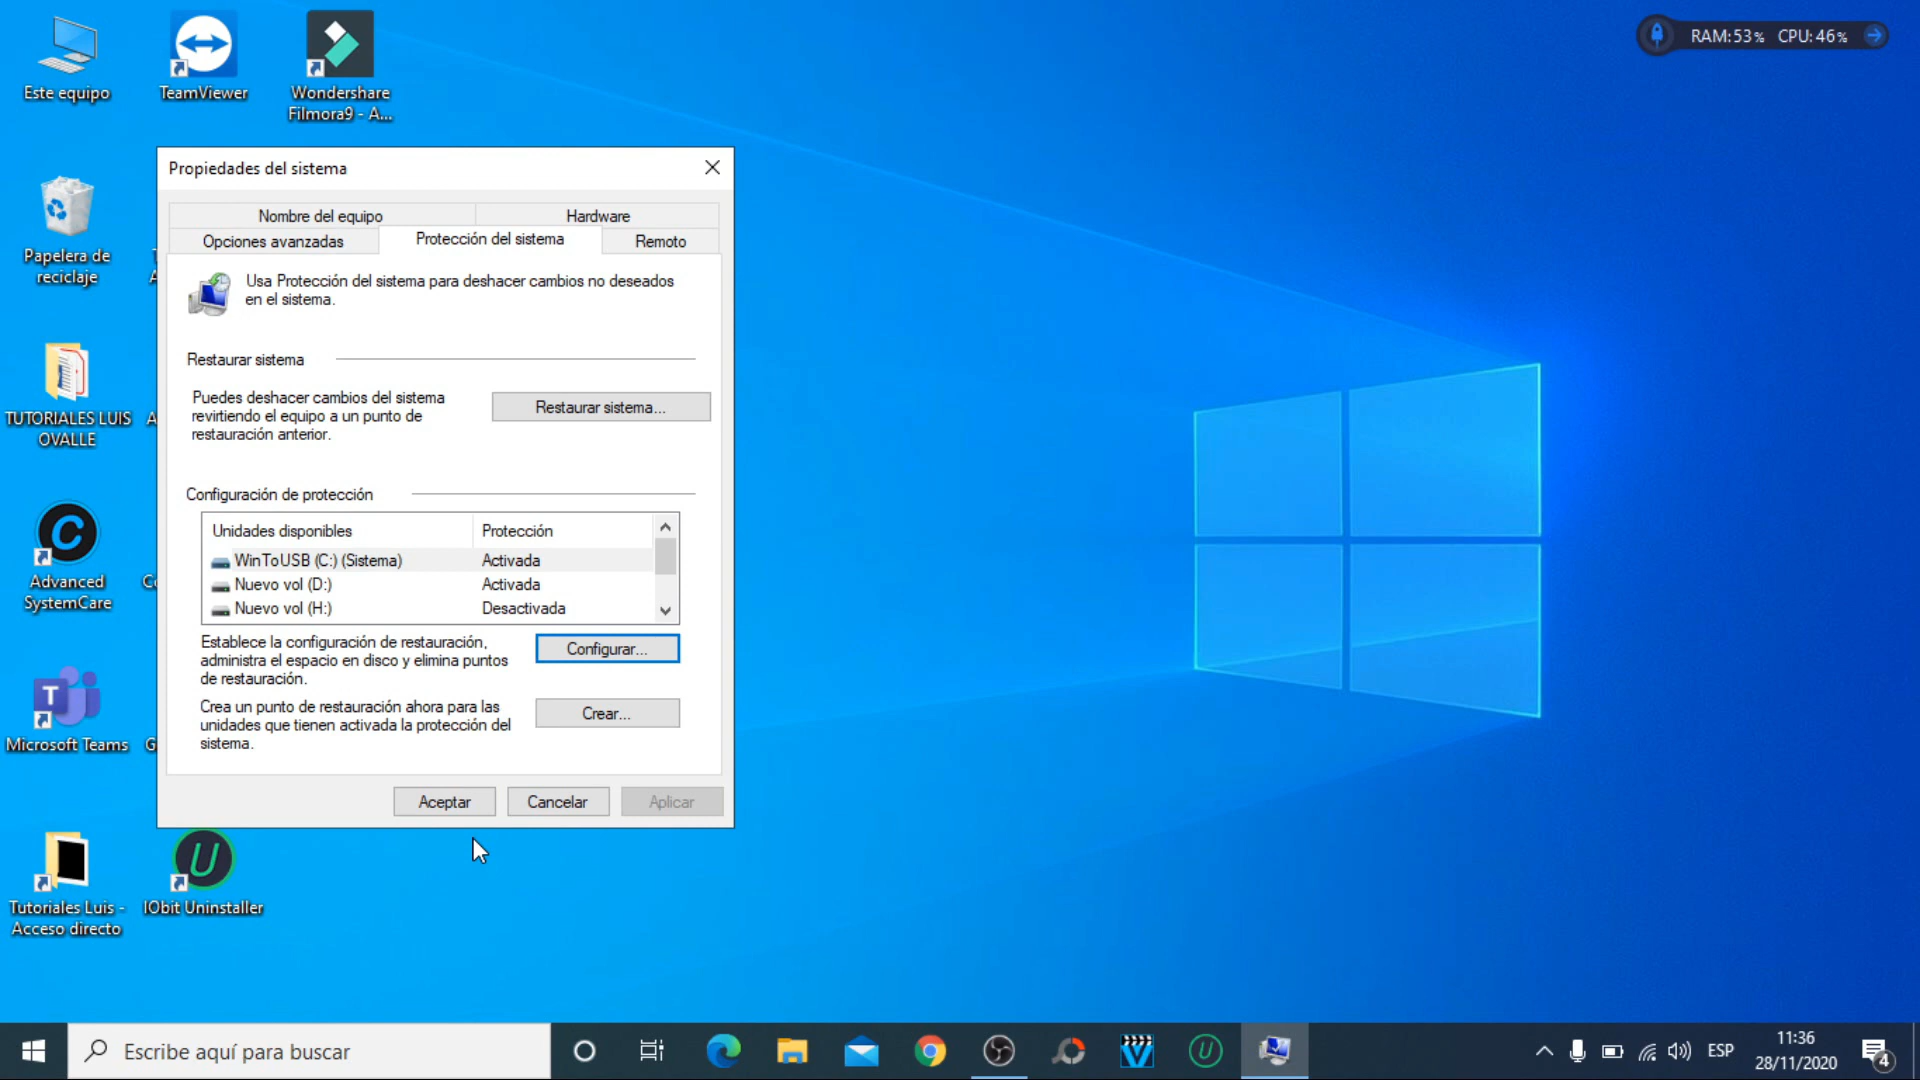 Este equipo
TeamViewer
Wondershare
Filmora9 - A...
RAM:53% CPU:46%
Papelera de
reciclaje
TUTORIALES LUIS
OVALLE
Advanced
SystemCare
Microsoft Teams
Tutoriales Luis -
Acceso directo
IObit Uninstaller
Propiedades del sistema
Nombre del equipo
Hardware
Opciones avanzadas
Protección del sistema
Remoto
Usa Protección del sistema para deshacer cambios no deseados
en el sistema.
Restaurar sistema
Puedes deshacer cambios del sistema
revirtiendo el equipo a un punto de
restauración anterior.
Restaurar sistema...
Configuración de protección
Unidades disponibles
Protección
WinToUSB (C:) (Sistema)
Activada
Nuevo vol (D:)
Activada
Nuevo vol (H:)
Desactivada
Establece la configuración de restauración,
administra el espacio en disco y elimina puntos
de restauración.
Configurar...
Crea un punto de restauración ahora para las
unidades que tienen activada la protección del
sistema.
Crear...
Aceptar
Cancelar
Aplicar
Escribe aquí para buscar
ESP
11:36
28/11/2020
4